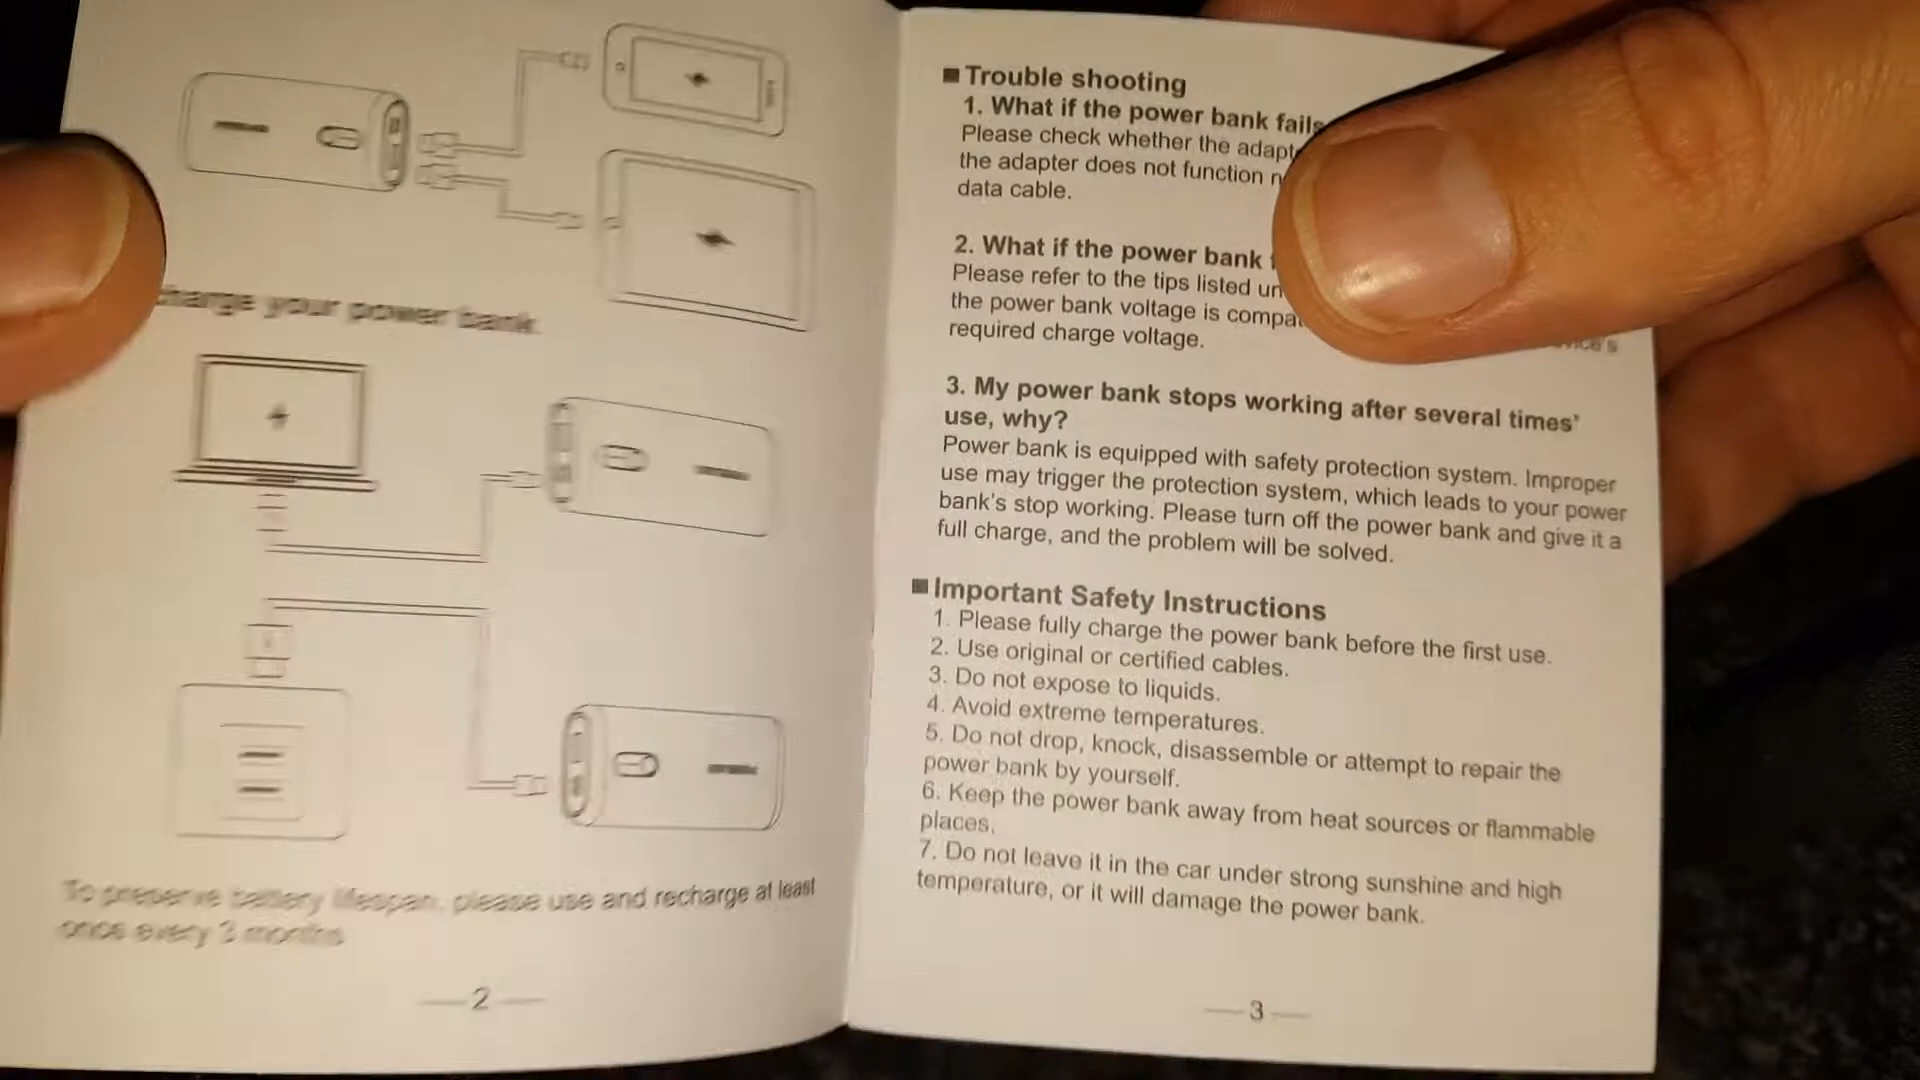 charge your power bank.
To preserve battery lifespan, please use and recharge at least
once every 3 months
2
■ Trouble shooting
1. What if the power bank fails
Please check whether the
the adapter does not function
data cable.
2. What if the power bank
Please refer to the tips listed
the power bank voltage is
required charge voltage.
3. My power bank stops working after several times'
use, why?
Power bank is equipped with safety protection system. Improper
use may trigger the protection system, which leads to your power
bank's stop working. Please turn off the power bank and give it a
full charge, and the problem will be solved.
■ Important Safety Instructions
1. Please fully charge the power bank before the first use.
2. Use original or certified cables.
3. Do not expose to liquids.
4. Avoid extreme temperatures.
5. Do not drop, knock, disassemble or attempt to repair the
power bank by yourself.
6. Keep the power bank away from heat sources or flammable
places.
7. Do not leave it in the car under strong sunshine and high
temperature, or it will damage the power bank.
3